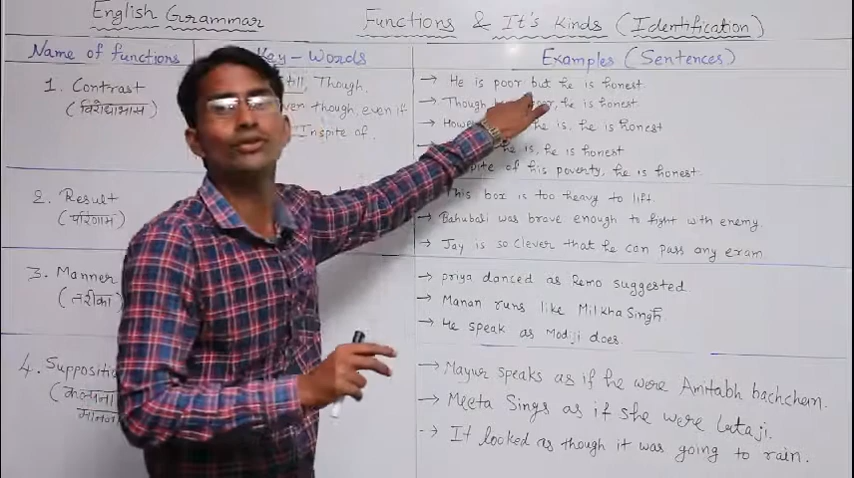 English Grammar
Functions & It's Kinds (Identification)
Name of functions
Key-Words
Examples (Sentences)
1. Contrast
(विरोधाभास)
Still, Though.
even though, even if
Inspite of.
→ He is poor but he is honest.
→ Though he is honest
→ he is, he is honest
he is, he is honest
of his poverty, he is honest.
2. Result
(परिणाम)
This box is too heavy to lift.
→ Bahubali was brave enough to fight with enemy.
→ Jay is so clever that he can pass any exam
3. Manner
(तरीका)
→ priya danced as Remo suggested
→ Manan runs like Milkha Singh
→ He speak as Modiji does
4.
(कल्पना
→ Mayur speaks as if he were Amitabh bachchan.
→ Meeta Sings as if she were Lataji.
→ It looked as though it was going to rain.